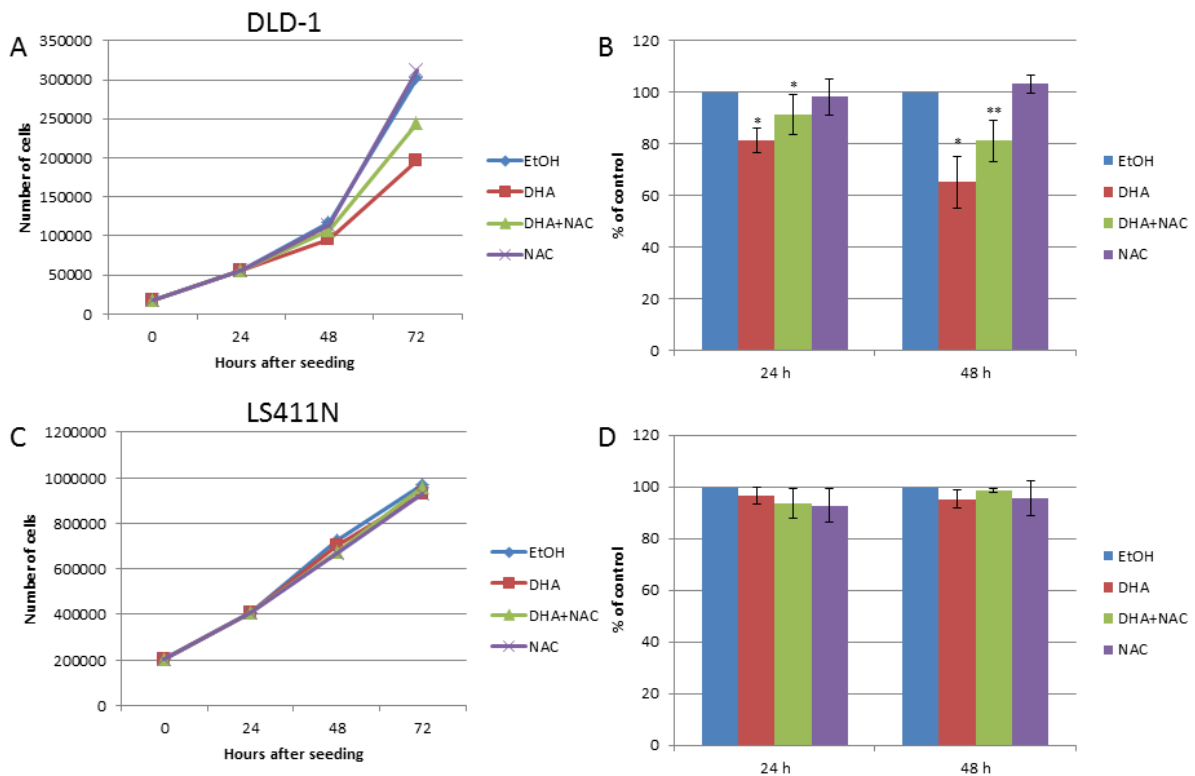 DLD-1
A
350000
300000
250000
200000
150000
100000
50000
0
Number of cells
0 24 48 72
Hours after seeding
EtOH
DHA
DHA+NAC
NAC
B
120
100
80
60
40
20
0
% of control
* * * **
24 h 48 h
EtOH
DHA
DHA+NAC
NAC
LS411N
C
1200000
1000000
800000
600000
400000
200000
0
Number of cells
0 24 48 72
Hours after seeding
EtOH
DHA
DHA+NAC
NAC
D
120
100
80
60
40
20
0
% of control
24 h 48 h
EtOH
DHA
DHA+NAC
NAC